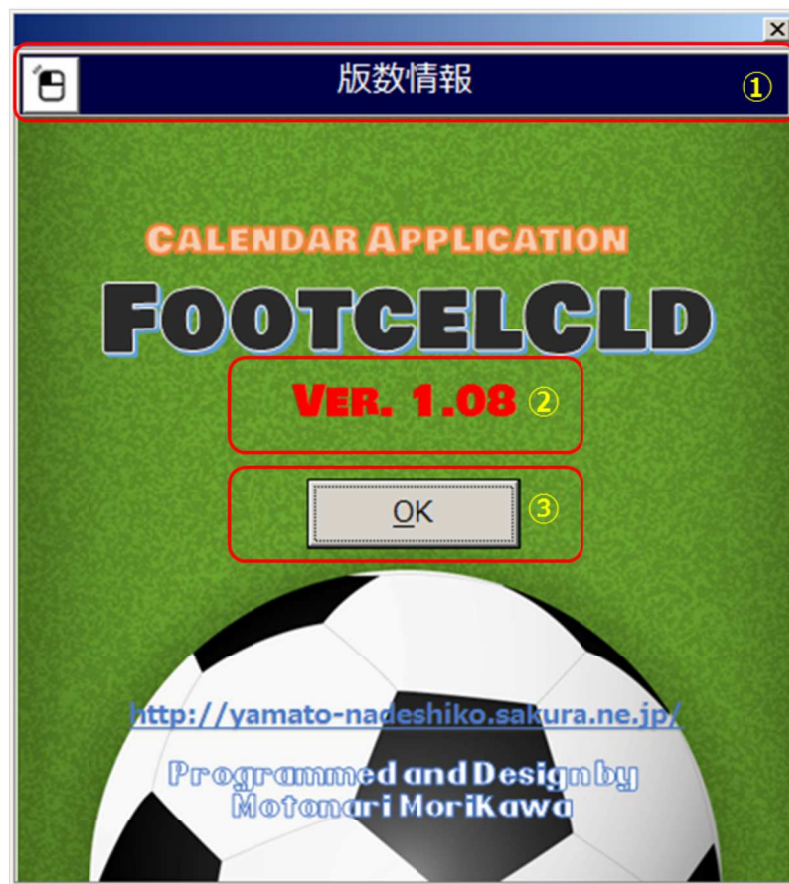 版数情報 ①
CALENDAR APPLICATION
FOOTCELCLD
VER. 1.08 ②
OK ③
http://yamato-nadeshiko.sakura.ne.jp/
Programmed and Design by
Motonari MoriKawa